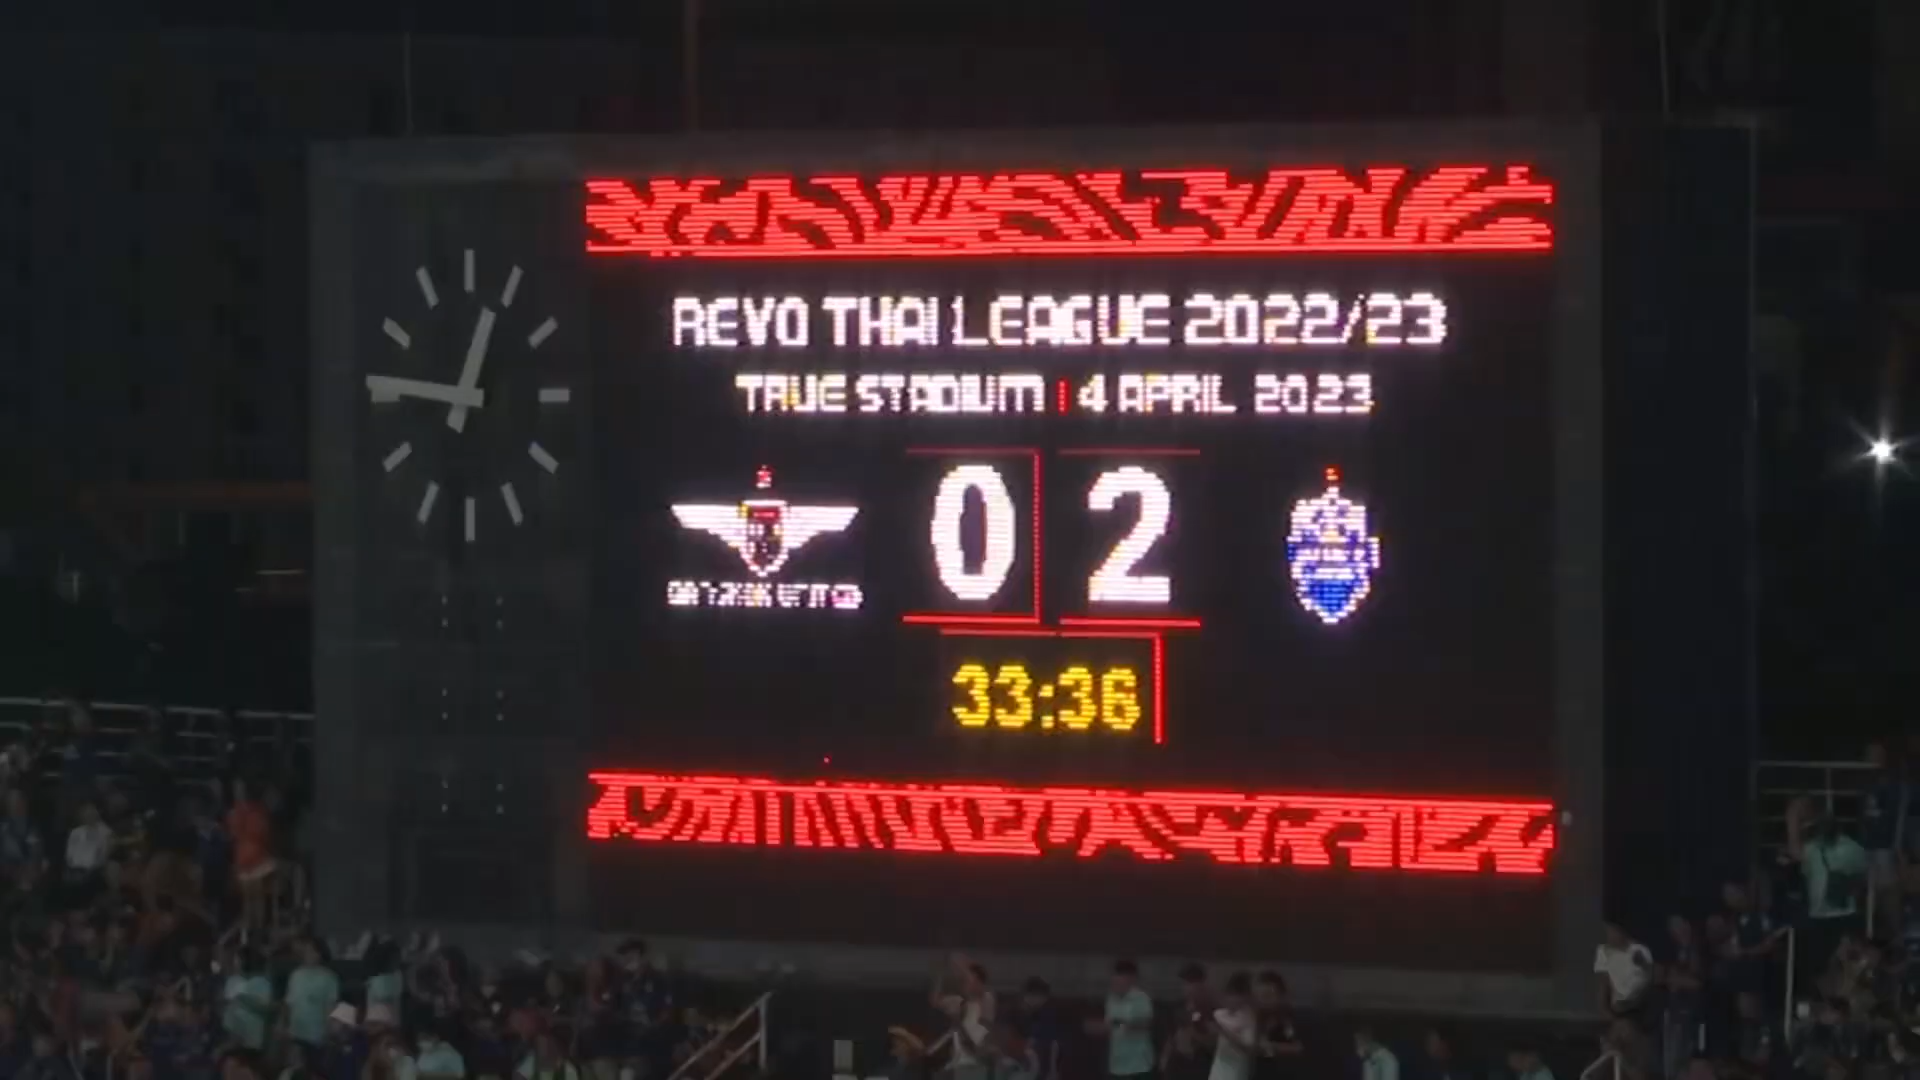 REVO THAI LEAGUE 2022/23
TRUE STADIUM | 4 APRIL 2023
0 2
33:36